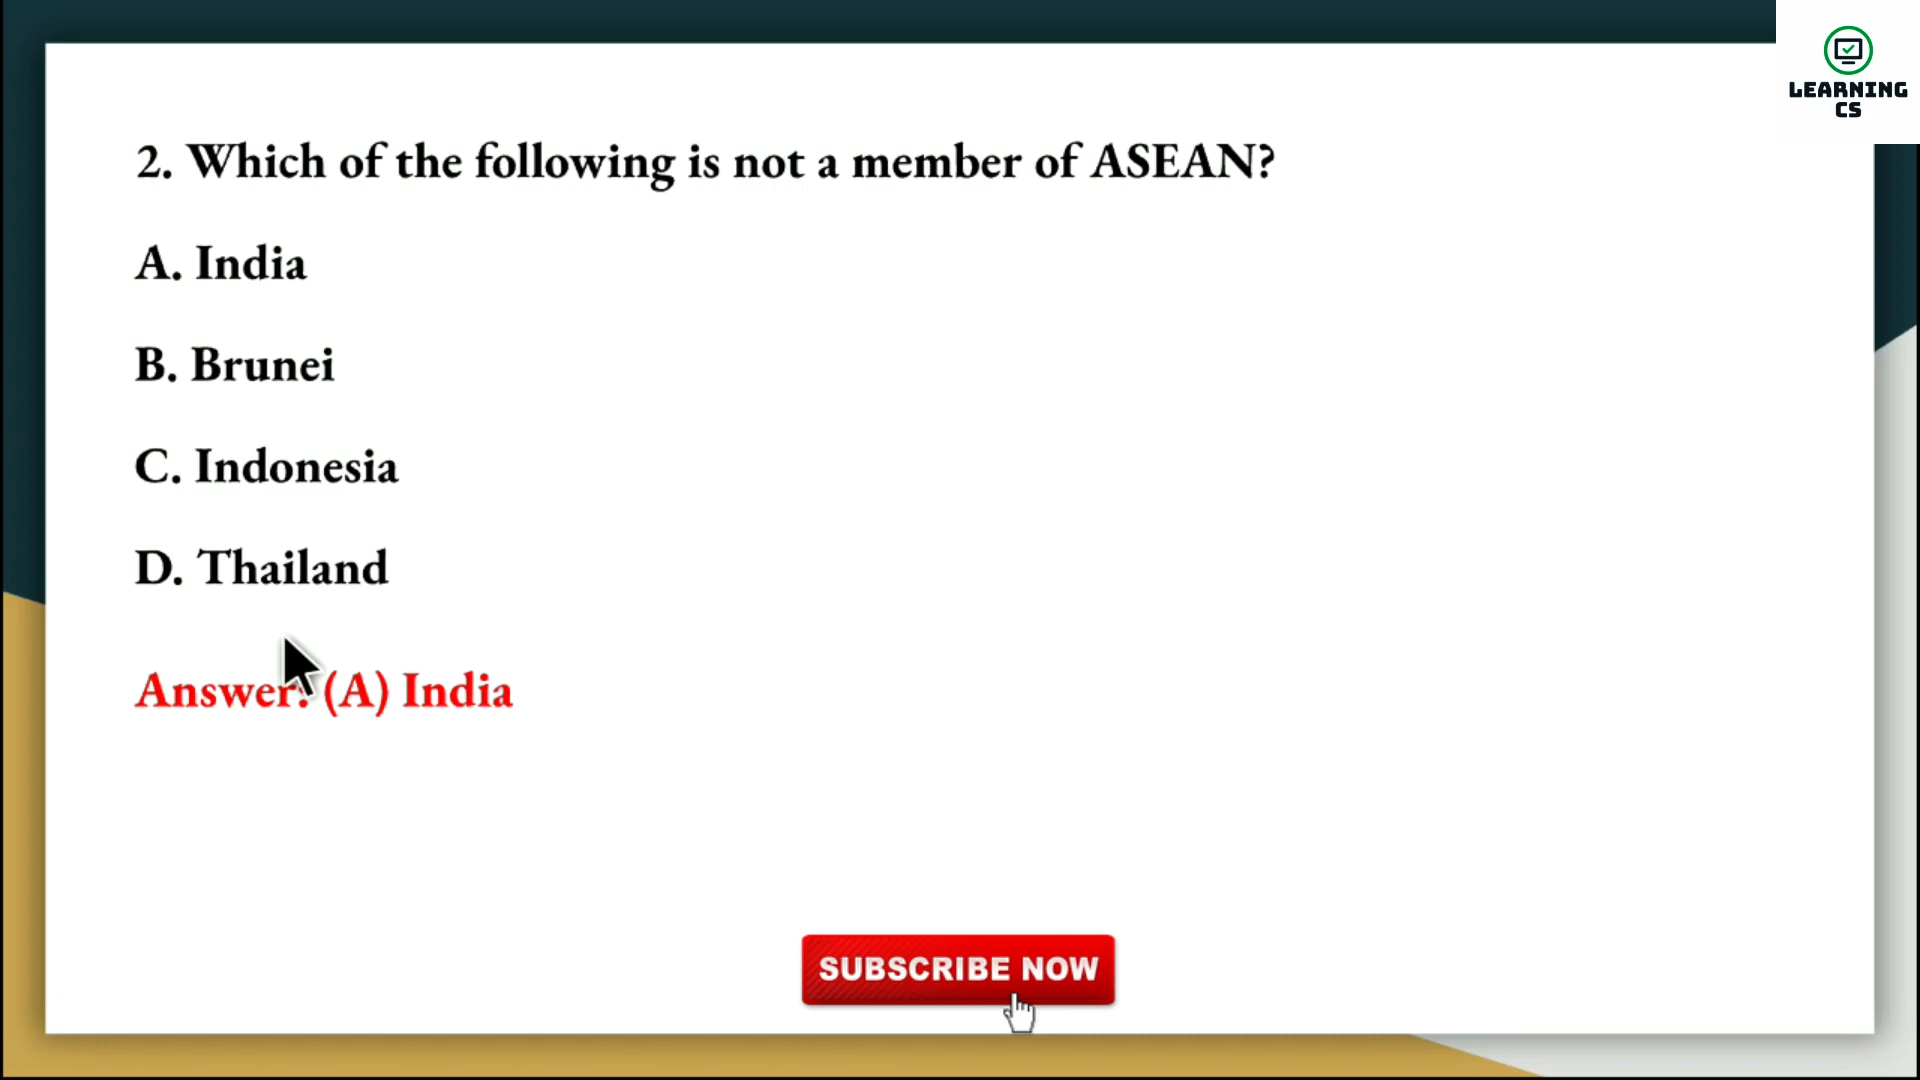 LEARNING
CS
2. Which of the following is not a member of ASEAN?
A. India
B. Brunei
C. Indonesia
D. Thailand
Answer: (A) India
SUBSCRIBE NOW